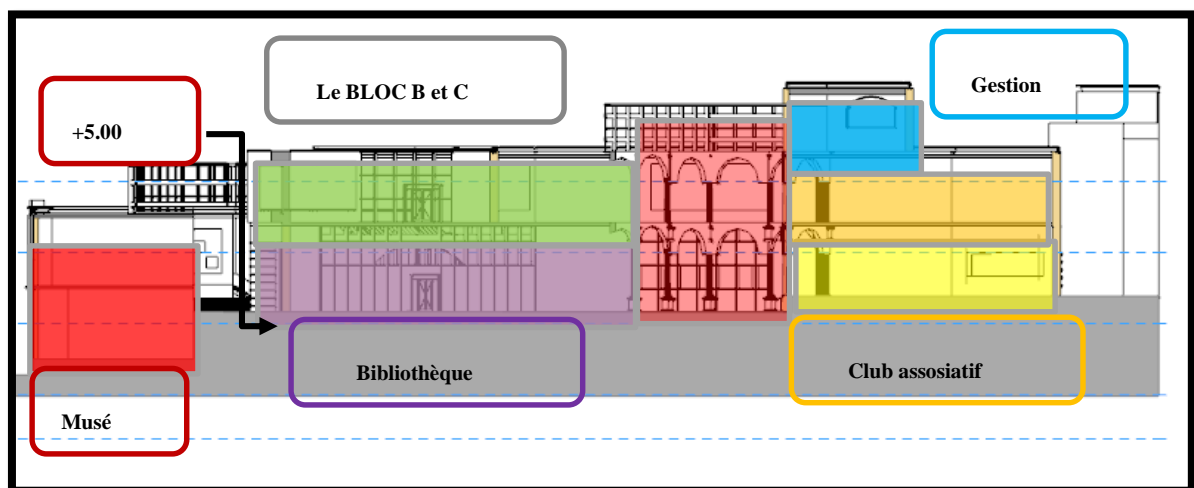 Le BLOC B et C
Gestion
+5.00
Bibliothèque
Club assosiatif
Musé